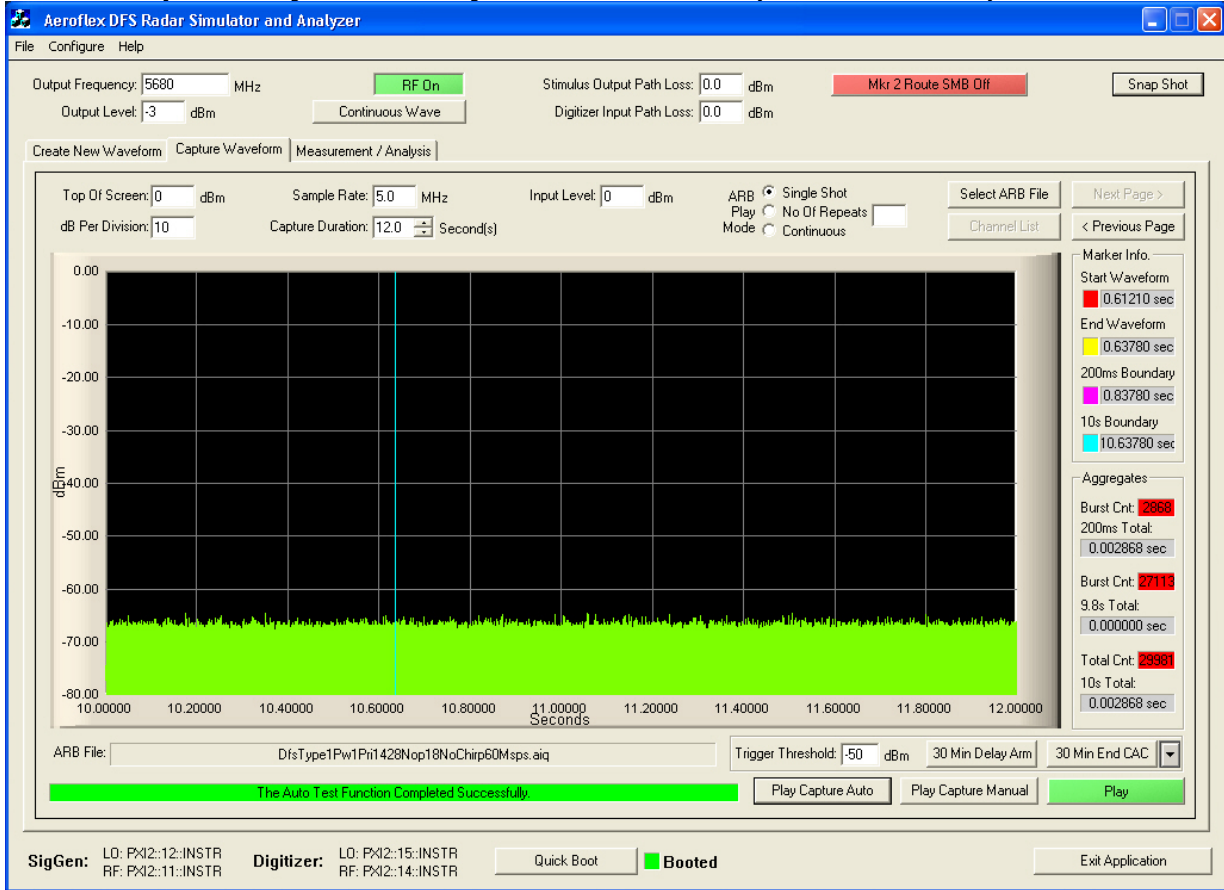 Aeroflex DFS Radar Simulator and Analyzer
File Configure Help
Output Frequency: 5680 MHz RF On Stimulus Output Path Loss: 0.0 dBm Mkr 2 Route SMB Off Snap Shot
Output Level: -3 dBm Continuous Wave Digitizer Input Path Loss: 0.0 dBm
Create New Waveform Capture Waveform Measurement / Analysis
Top Of Screen: 0 dBm Sample Rate: 5.0 MHz Input Level: 0 dBm ARB Play Mode Single Shot Select ARB File Next Page >
No Of Repeats
dB Per Division: 10 Capture Duration: 12.0 Second(s) Continuous Channel List < Previous Page
Marker Info.
Start Waveform
0.61210 sec
End Waveform
0.63780 sec
200ms Boundary
0.83780 sec
10s Boundary
10.63780 sec
Aggregates
Burst Cnt: 2868
200ms Total:
0.002868 sec
Burst Cnt: 27113
9.8s Total:
0.000000 sec
Total Cnt: 29981
10s Total:
0.002868 sec
0.00
-10.00
-20.00
-30.00
-40.00
-50.00
-60.00
-70.00
-80.00
dBm
10.00000 10.20000 10.40000 10.60000 10.80000 11.00000 11.20000 11.40000 11.60000 11.80000 12.00000
Seconds
ARB File: DfsType1Pw1Pri1428Nop18NoChirp60Msps.aiq Trigger Threshold: -50 dBm 30 Min Delay Arm 30 Min End CAC
The Auto Test Function Completed Successfully. Play Capture Auto Play Capture Manual Play
SigGen: LO: PXI2::12::INSTR Digitizer: LO: PXI2::15::INSTR Quick Boot Booted Exit Application
RF: PXI2::11::INSTR RF: PXI2::14::INSTR